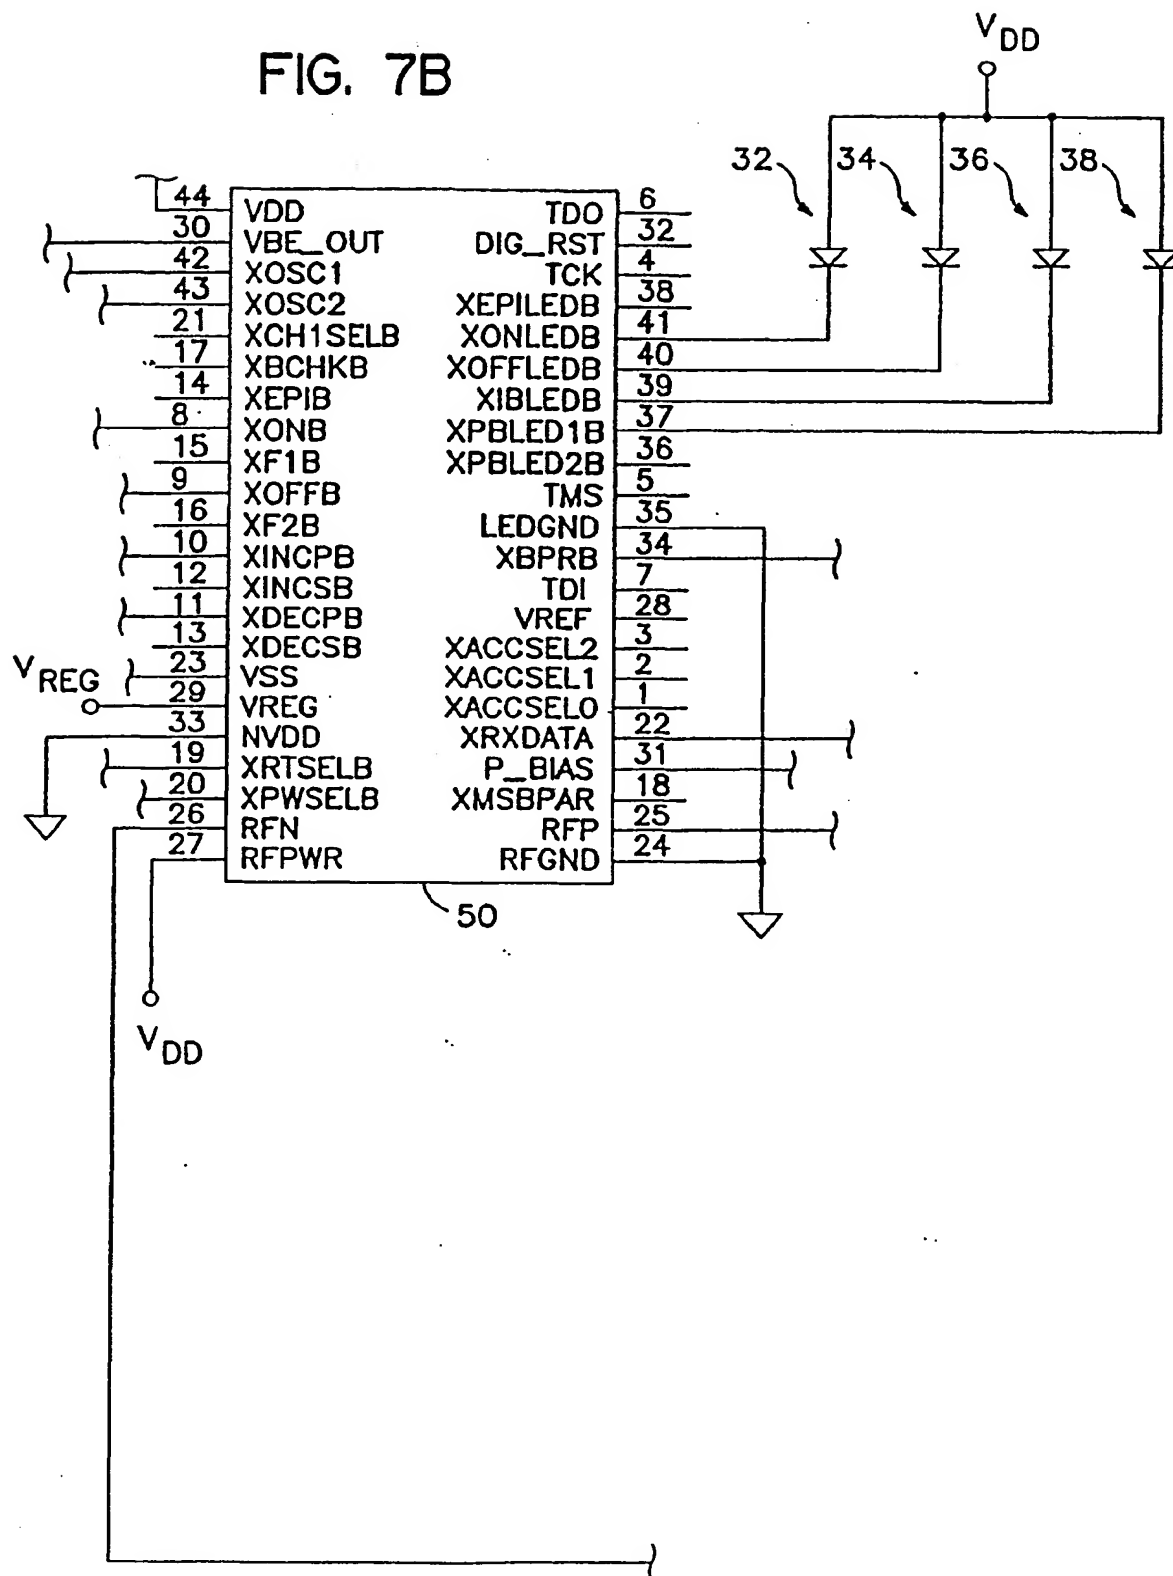 FIG. 7B
V DD
32 34 36 38
44 VDD TDO 6
30 VBE_OUT DIG_RST 32
42 XOSC1 TCK 4
43 XOSC2 XEPILEDB 38
21 XCH1SELB XONLEDB 41
17 XBCHKB XOFFLEDB 40
14 XEPIB XIBLEDB 39
8 XONB XPBLED1B 37
15 XF1B XPBLED2B 36
9 XOFFB TMS 5
16 XF2B LEDGND 35
10 XINCPB XBPRB 34
12 XINCSB TDI 7
11 XDECPB VREF 28
13 XDECSB XACCSEL2 3
23 VSS XACCSEL1 2
V REG 29 VREG XACCSEL0 1
33 NVDD XRXDATA 22
19 XRTSELB P_BIAS 31
20 XPWSELB XMSBPAR 18
26 RFN RFP 25
27 RFPWR RFGND 24
50
V DD